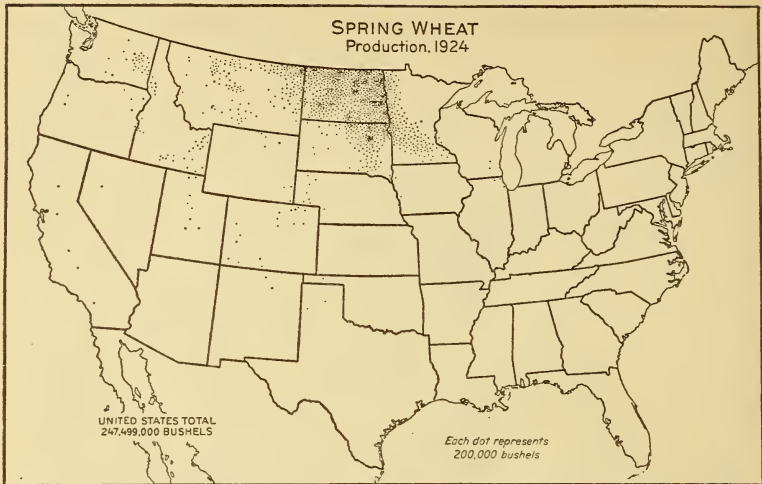 SPRING WHEAT
Production, 1924
UNITED STATES TOTAL
247,499,000 BUSHELS
Each dot represents
200,000 bushels